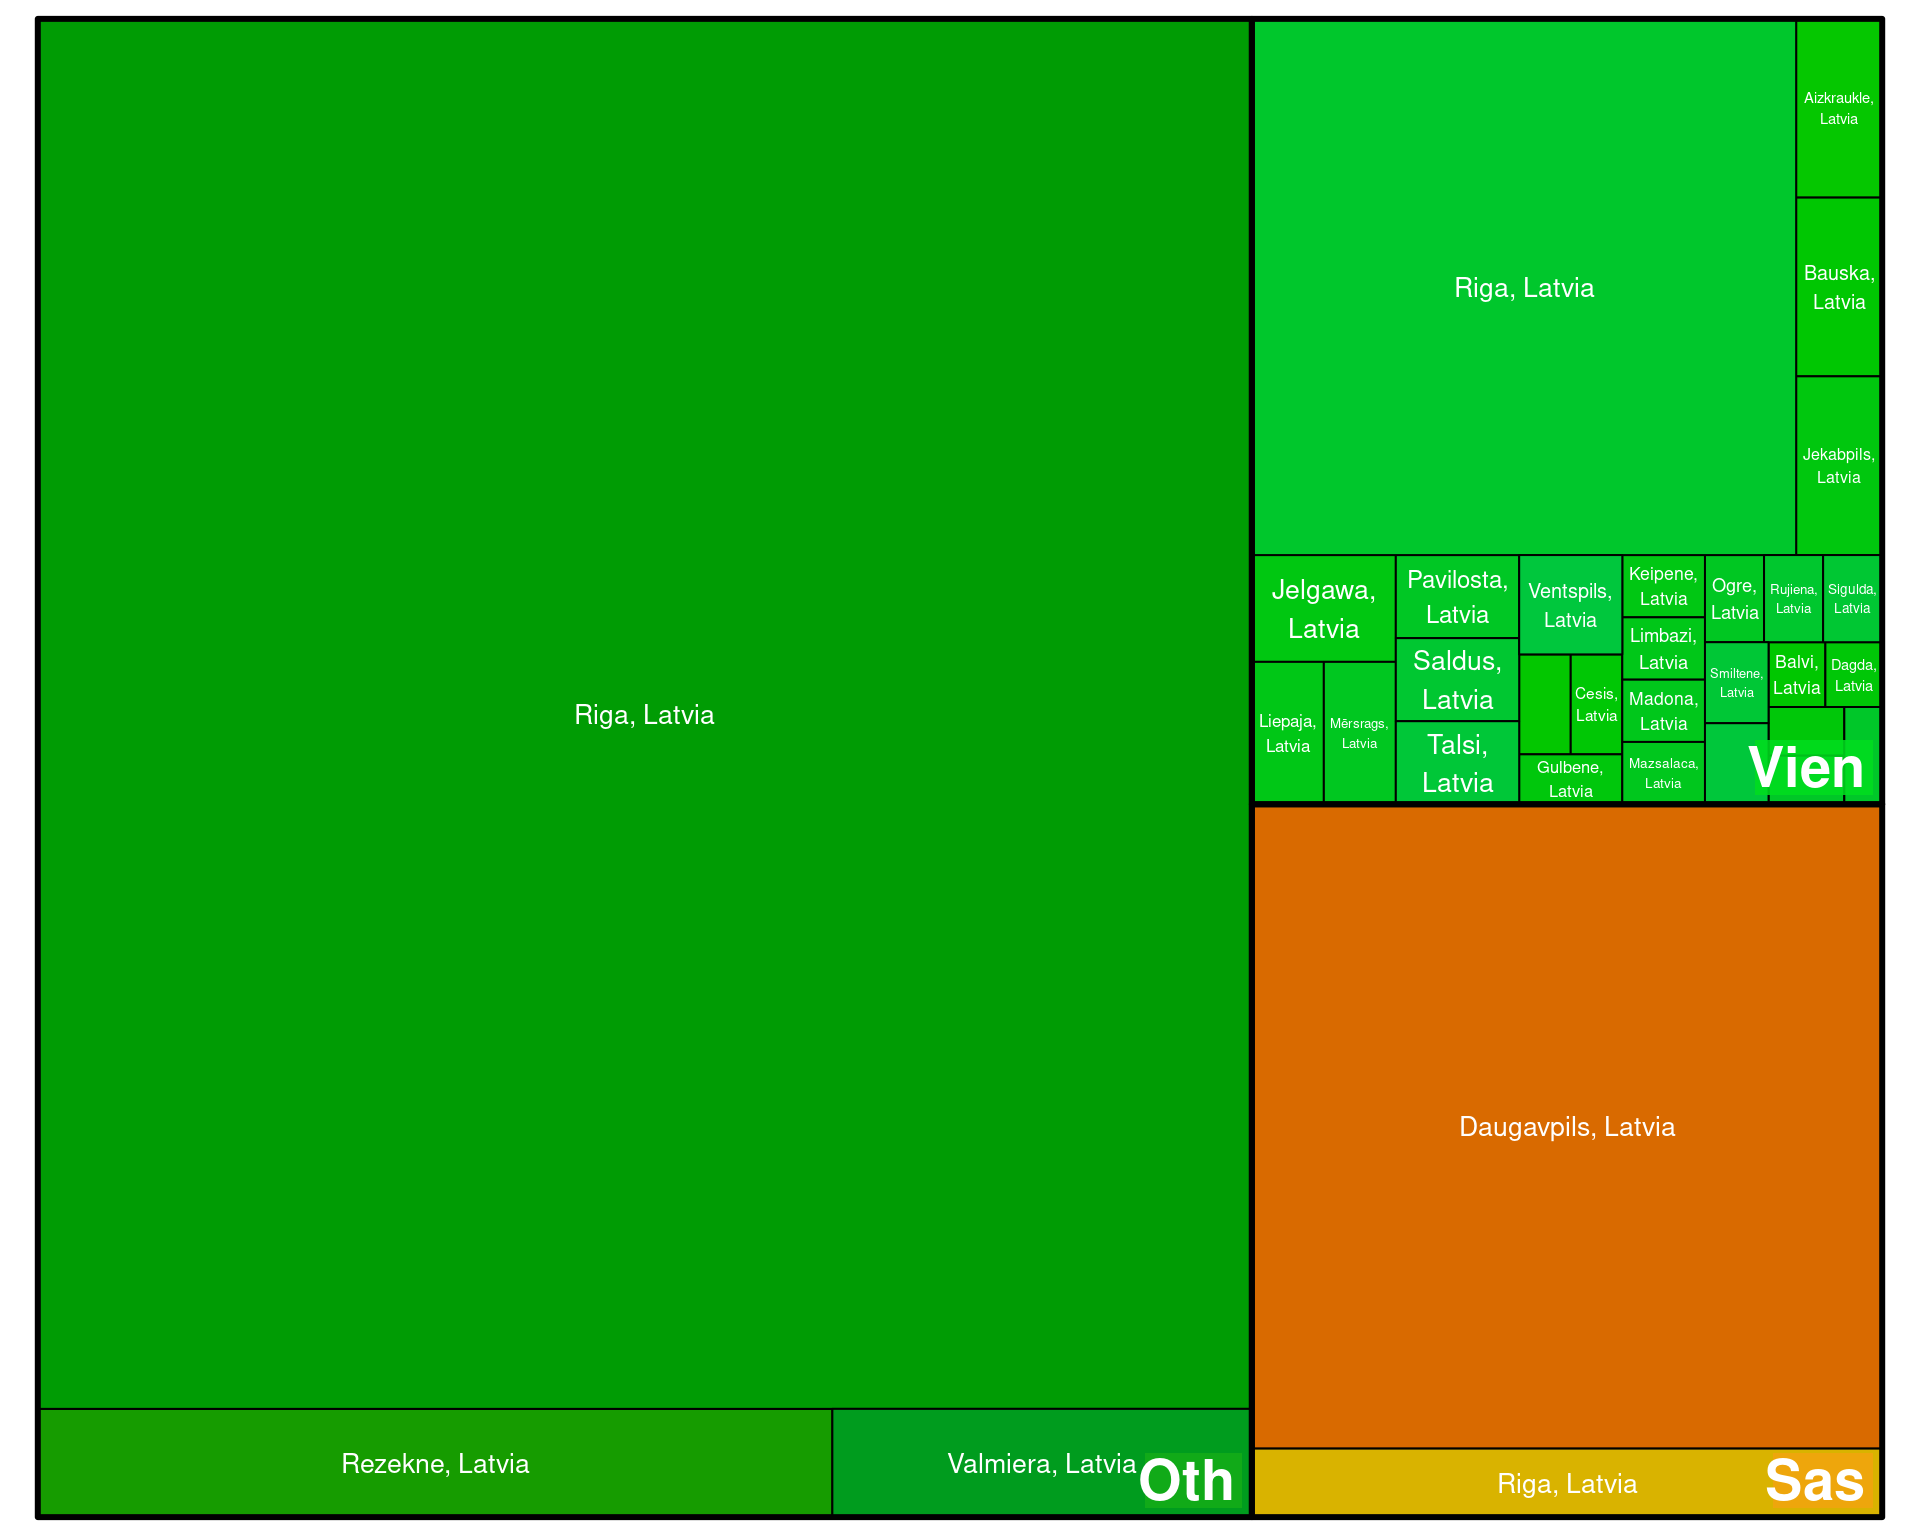 Riga, Latvia
Rezekne, Latvia
Valmiera, Latvia
Oth
Riga, Latvia
Aizkraukle,
Latvia
Bauska,
Latvia
Jekabpils,
Latvia
Jelgawa,
Latvia
Liepaja,
Latvia
Mērsrags,
Latvia
Pavilosta,
Latvia
Saldus,
Latvia
Talsi,
Latvia
Ventspils,
Latvia
Cesis,
Latvia
Gulbene,
Latvia
Keipene,
Latvia
Limbazi,
Latvia
Madona,
Latvia
Mazsalaca,
Latvia
Ogre,
Latvia
Rujiena,
Latvia
Sigulda,
Latvia
Smiltene,
Latvia
Balvi,
Latvia
Dagda,
Latvia
Vien
Daugavpils, Latvia
Riga, Latvia
Sas